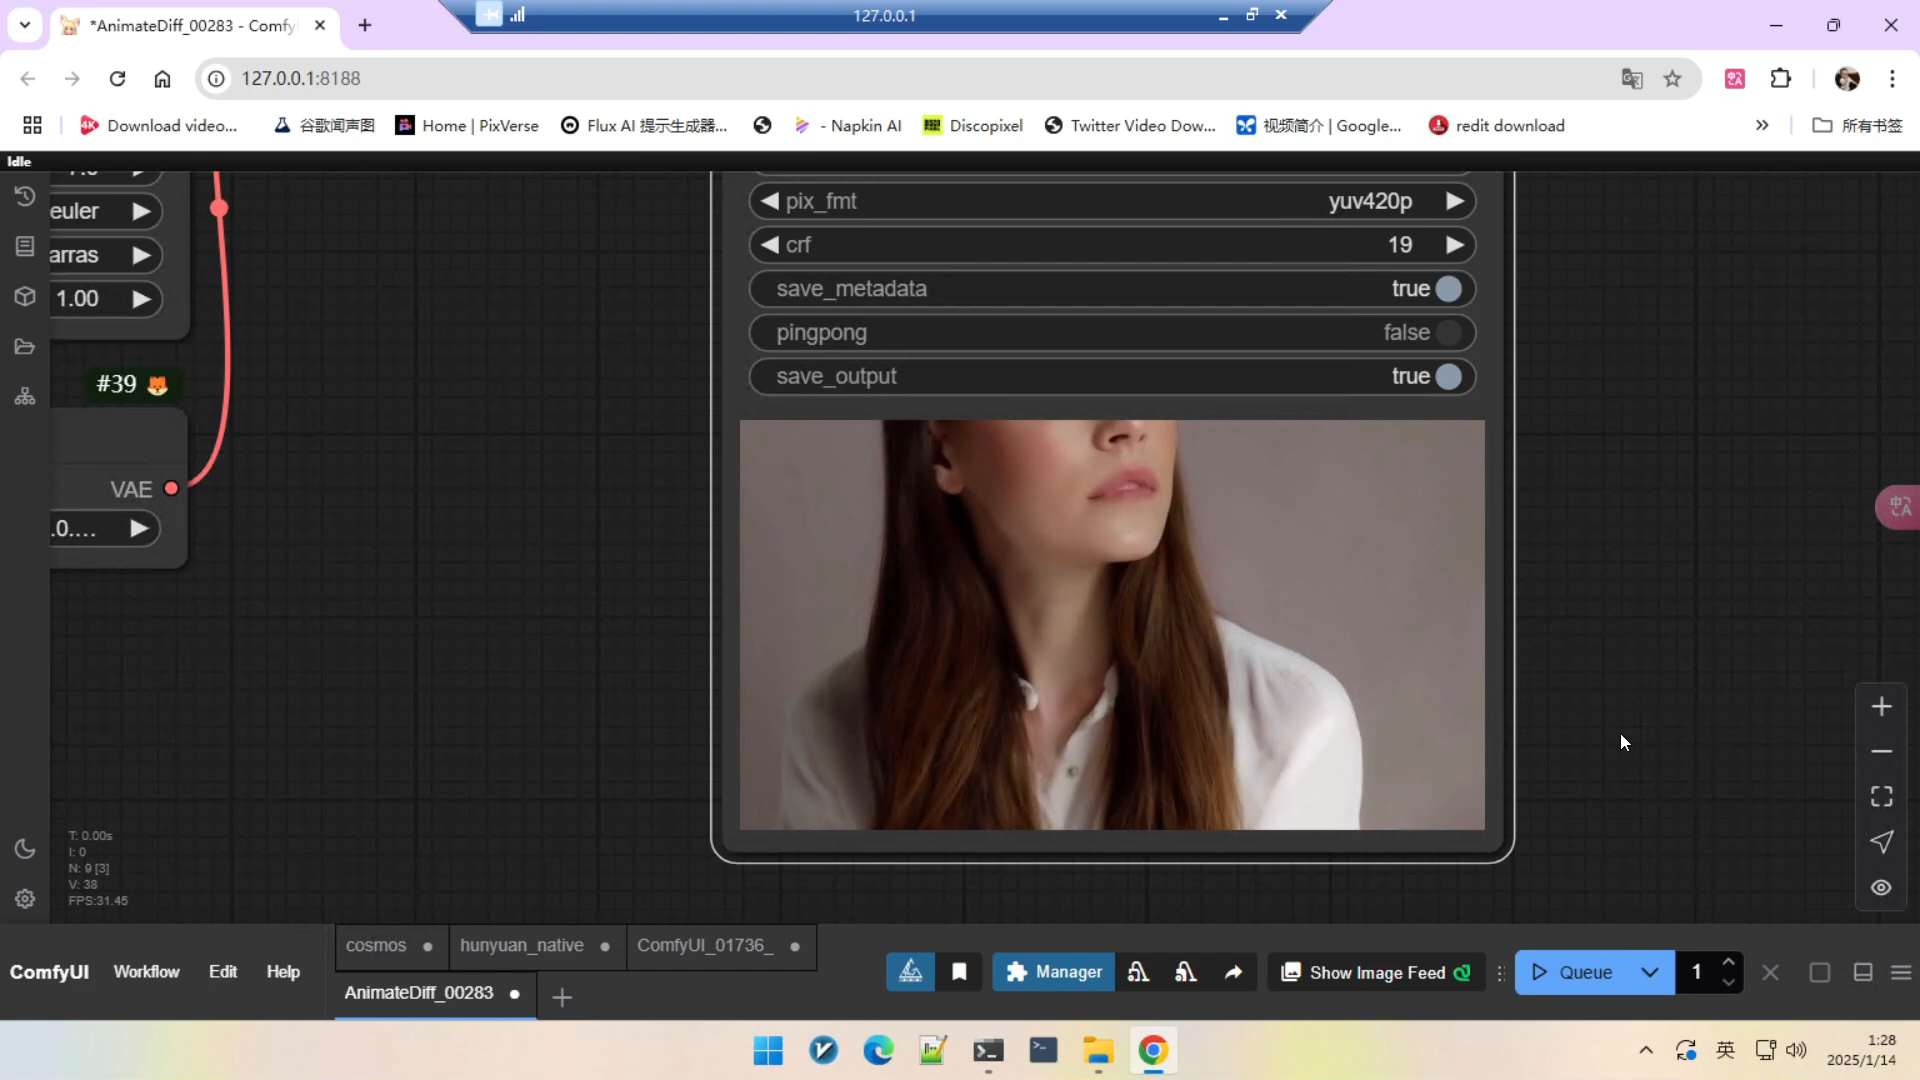 *AnimateDiff_00283 - Comfy
127.0.0.1
127.0.0.1:8188
Download video...
谷歌闻声图
Home | PixVerse
Flux AI 提示生成器...
- Napkin AI
Discopixel
Twitter Video Dow...
视频简介 | Google...
redit download
所有书签
Idle
euler
arras
1.00
#39
VAE
.0....
pix_fmt yuv420p
crf 19
save_metadata true
pingpong false
save_output true
中A
T: 0.00s
I: 0
N: 9 [3]
V: 38
FPS:31.45
ComfyUI
Workflow
Edit
Help
cosmos
hunyuan_native
ComfyUI_01736_
AnimateDiff_00283
Manager
Show Image Feed
Queue
1
英
1:28
2025/1/14